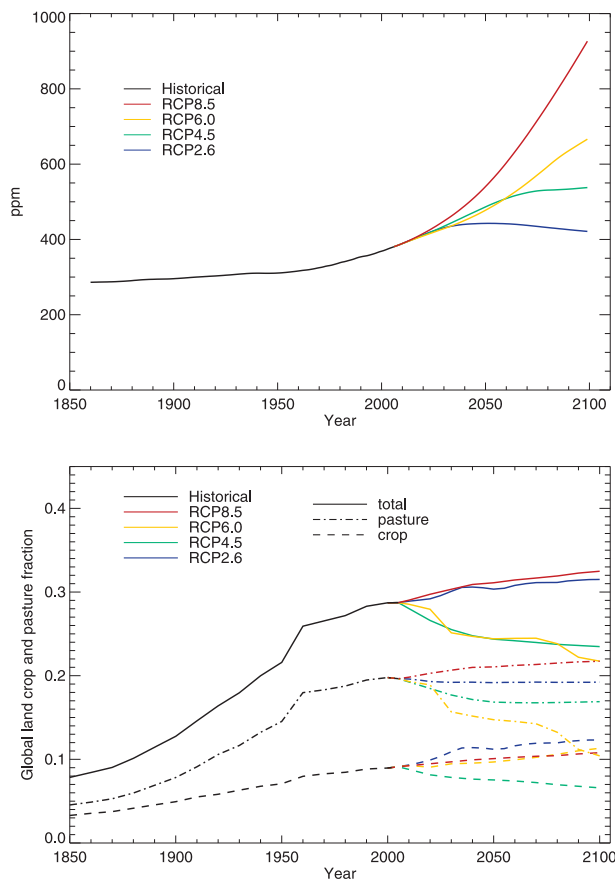 1000
800
600
400
200
0
ppm
Historical
RCP8.5
RCP6.0
RCP4.5
RCP2.6
1850 1900 1950 2000 2050 2100
Year
0.4
0.3
0.2
0.1
0.0
Global land crop and pasture fraction
Historical
RCP8.5
RCP6.0
RCP4.5
RCP2.6
total
pasture
crop
1850 1900 1950 2000 2050 2100
Year